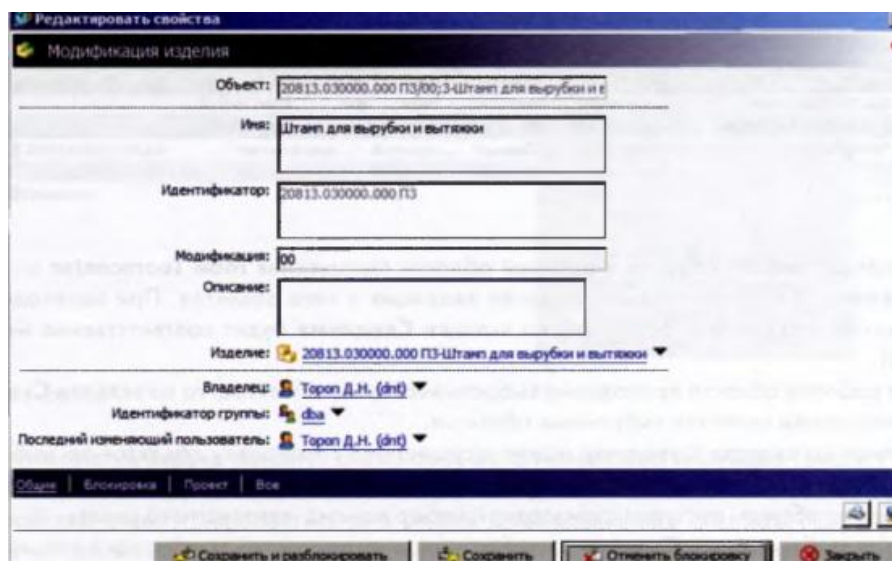 Редактировать свойства
Модификация изделия
Объект: 20813.030000.000 ПЗ/00;3-Штамп для вырубки и в
Имя: Штамп для вырубки и вытяжки
Идентификатор: 20813.030000.000 ПЗ
Модификация: 00
Описание:
Изделие: 20813.030000.000 ПЗ-Штамп для вырубки и вытяжки
Владелец: Топоп Д.Н. (dnt)
Идентификатор группы: dba
Последний изменяющий пользователь: Топоп Д.Н. (dnt)
Общие | Блокировка | Проект | Все
Сохранить и разблокировать Сохранить Отменить блокировку Закрыть